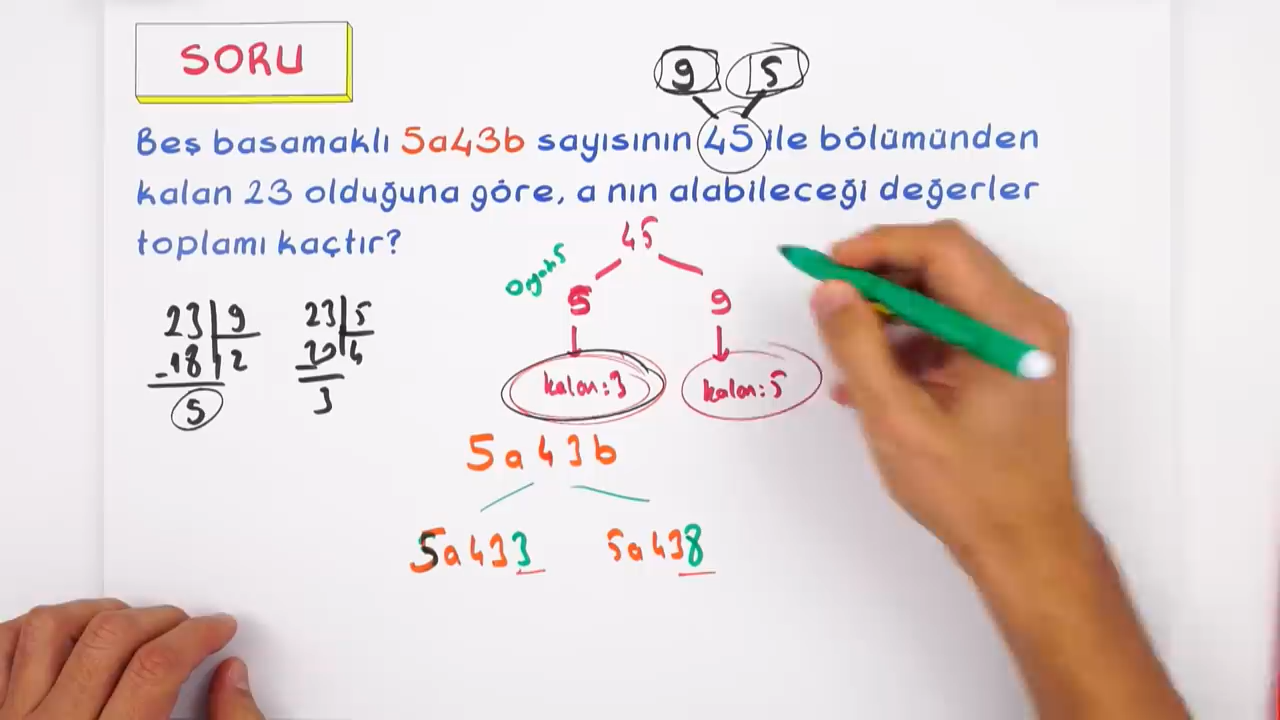 SORU
9 5
Beş basamaklı 5a43b sayısının 45 ile bölümünden
kalan 23 olduğuna göre, a nın alabileceği değerler
toplamı kaçtır?
45
5 9
kalan:3 kalan:5
23 9
-18 2
5
23 5
20 4
3
5a43b
5a433 5a438